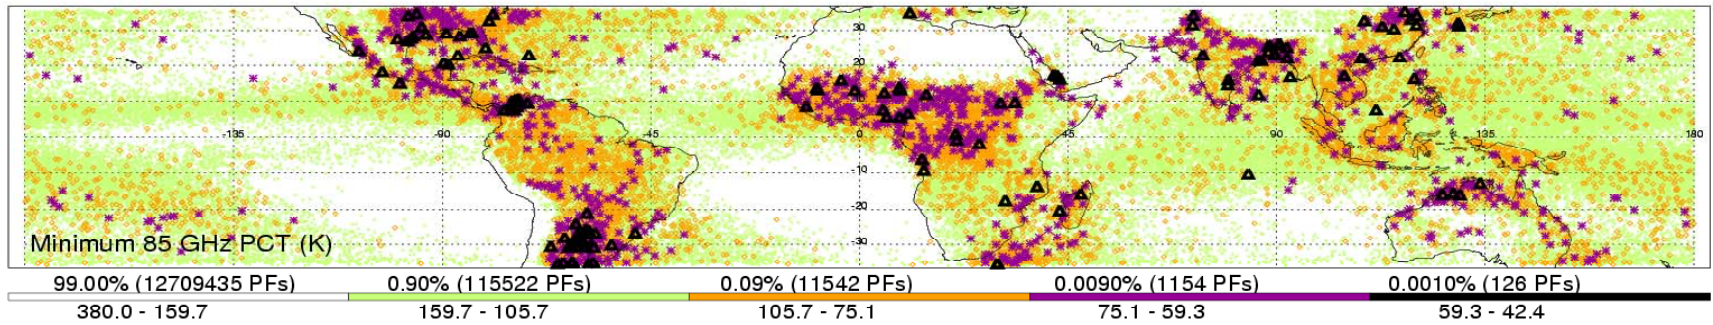 30
20
-135 -90 -45 0 45 90 135 180
-10
-20
-30
Minimum 85 GHz PCT (K)
99.00% (12709435 PFs) 0.90% (115522 PFs) 0.09% (11542 PFs) 0.0090% (1154 PFs) 0.0010% (126 PFs)
380.0 - 159.7 159.7 - 105.7 105.7 - 75.1 75.1 - 59.3 59.3 - 42.4